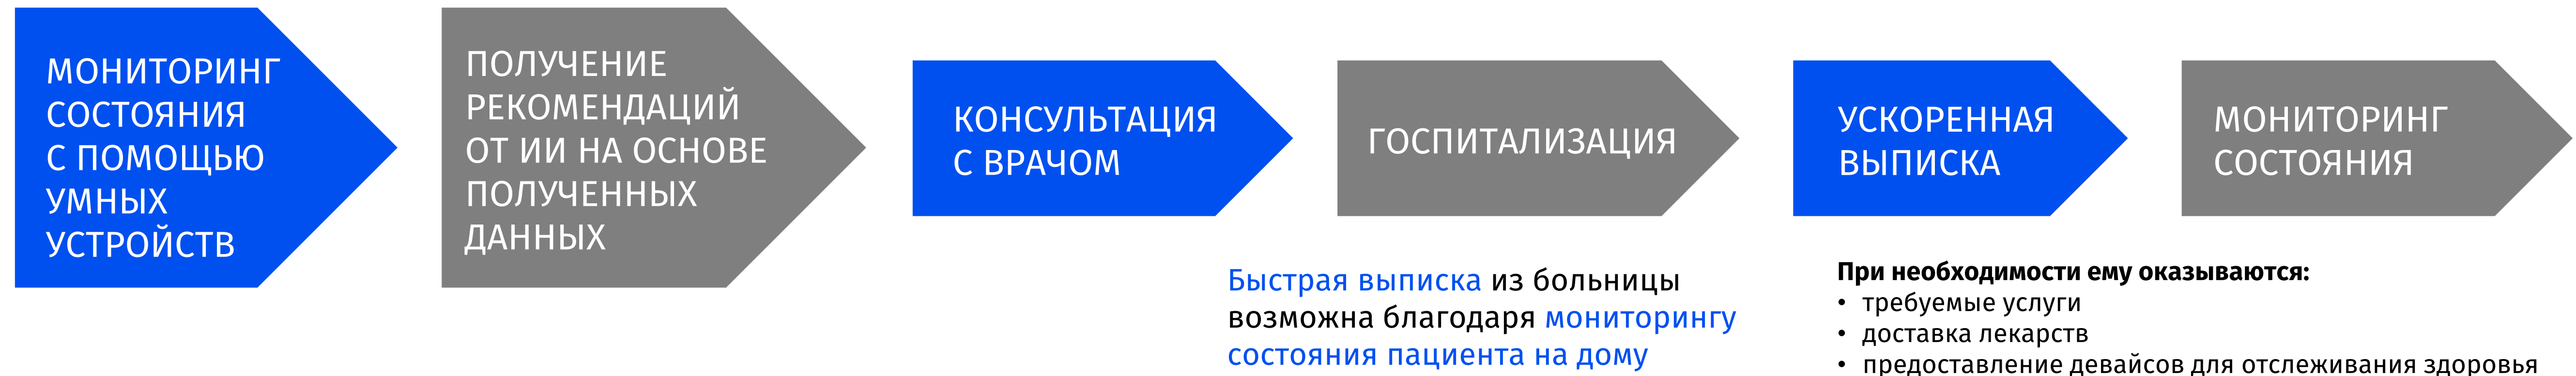 МОНИТОРИНГ
СОСТОЯНИЯ
С ПОМОЩЬЮ
УМНЫХ
УСТРОЙСТВ
ПОЛУЧЕНИЕ
РЕКОМЕНДАЦИЙ
ОТ ИИ НА ОСНОВЕ
ПОЛУЧЕННЫХ
ДАННЫХ
КОНСУЛЬТАЦИЯ
С ВРАЧОМ
ГОСПИТАЛИЗАЦИЯ
УСКОРЕННАЯ
ВЫПИСКА
МОНИТОРИНГ
СОСТОЯНИЯ
Быстрая выписка из больницы
возможна благодаря мониторингу
состояния пациента на дому
При необходимости ему оказываются:
• требуемые услуги
• доставка лекарств
• предоставление девайсов для отслеживания здоровья